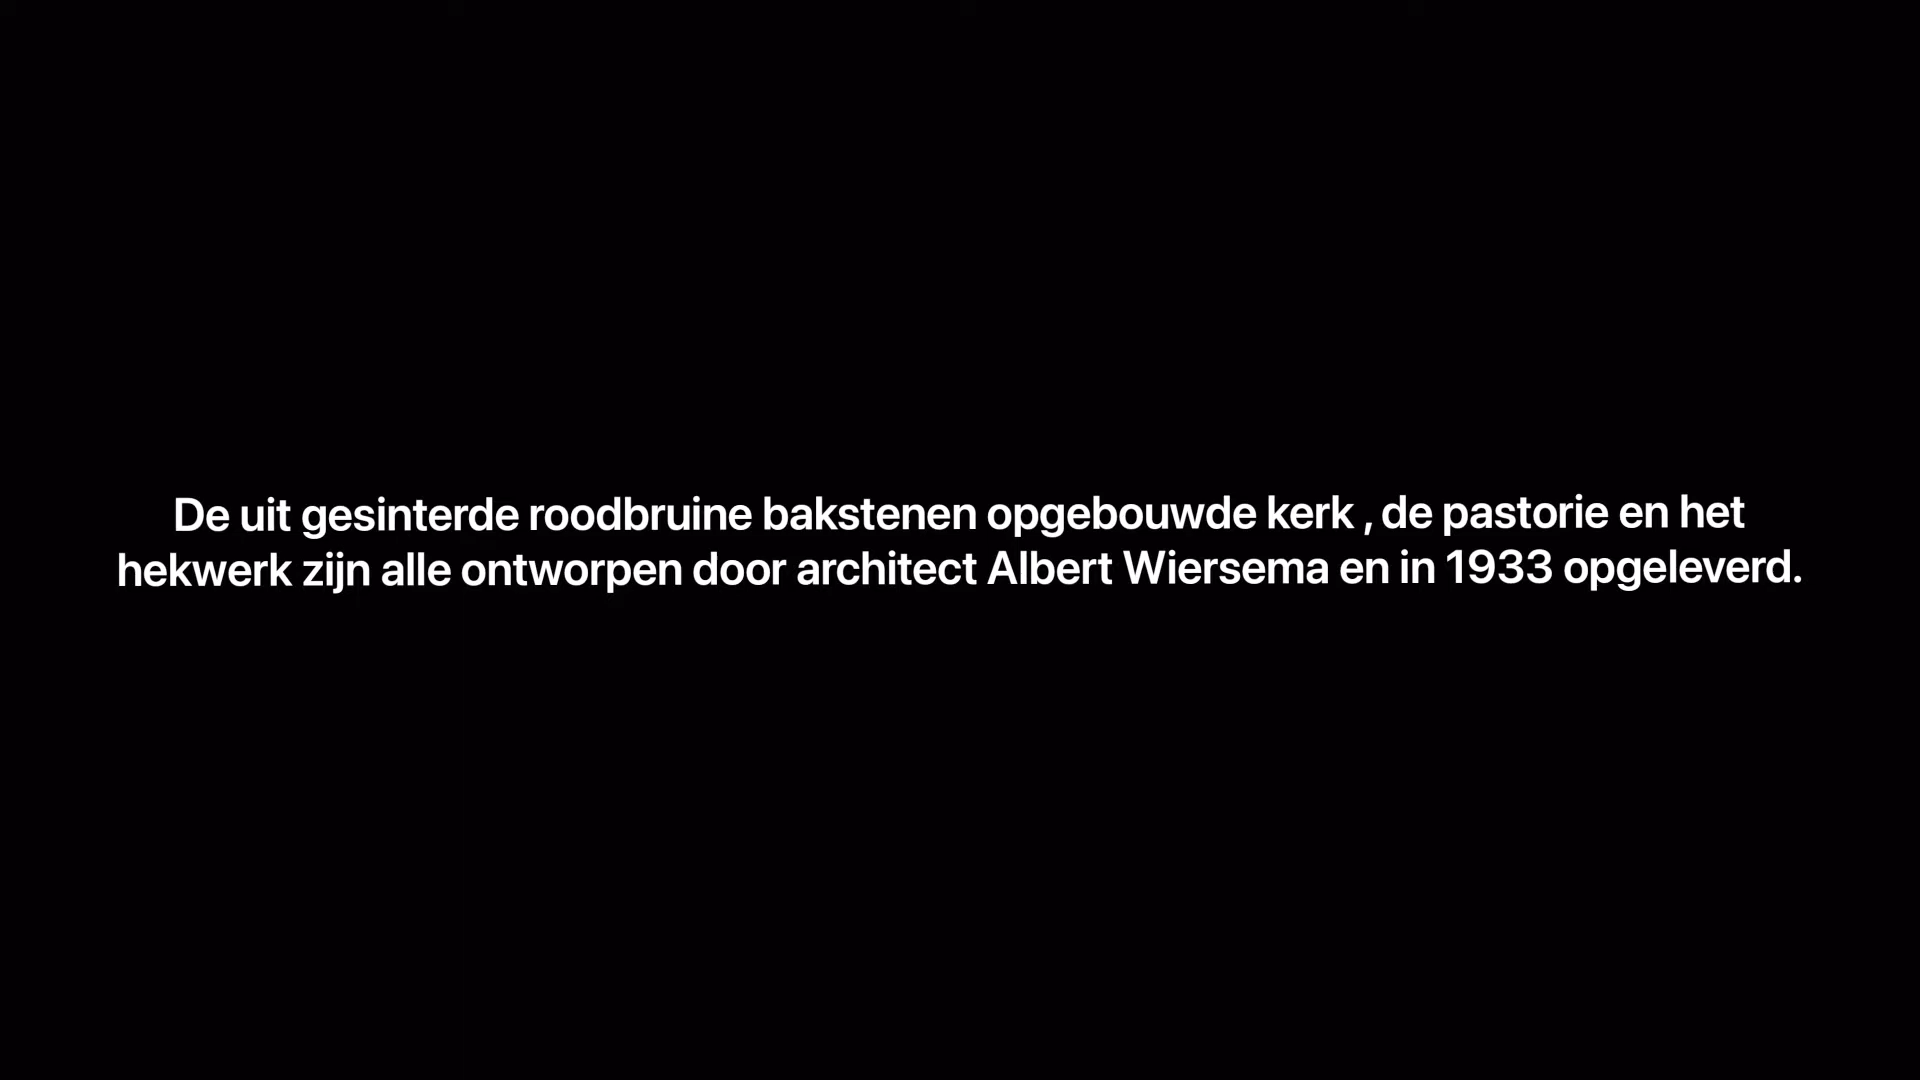 De uit gesinterde roodbruine bakstenen opgebouwde kerk , de pastorie en het
hekwerk zijn alle ontworpen door architect Albert Wiersema en in 1933 opgeleverd.